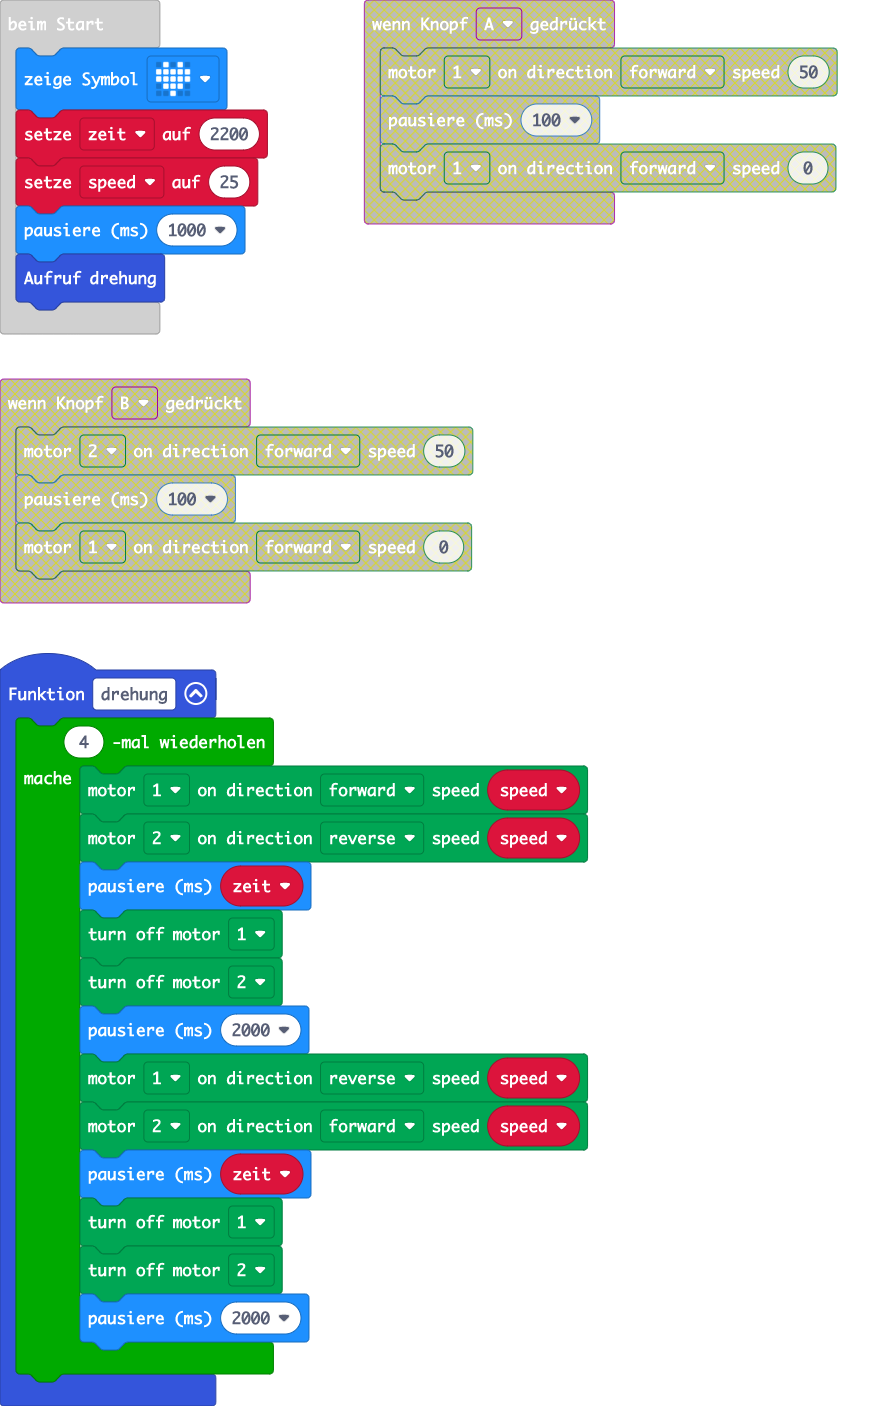 beim Start
zeige Symbol
setze zeit auf 2200
setze speed auf 25
pausiere (ms) 1000
Aufruf drehung
wenn Knopf A gedrückt
motor 1 on direction forward speed 50
pausiere (ms) 100
motor 1 on direction forward speed 0
wenn Knopf B gedrückt
motor 2 on direction forward speed 50
pausiere (ms) 100
motor 1 on direction forward speed 0
Funktion drehung
4 -mal wiederholen
mache
motor 1 on direction forward speed speed
motor 2 on direction reverse speed speed
pausiere (ms) zeit
turn off motor 1
turn off motor 2
pausiere (ms) 2000
motor 1 on direction reverse speed speed
motor 2 on direction forward speed speed
pausiere (ms) zeit
turn off motor 1
turn off motor 2
pausiere (ms) 2000